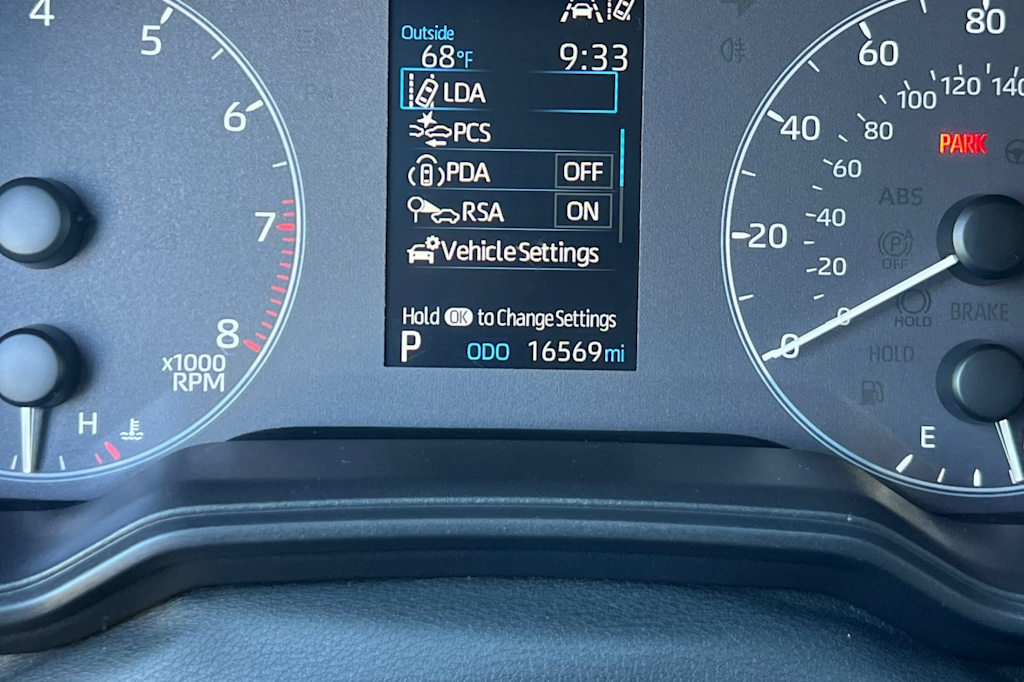 4
5
6
7
8
x1000
RPM
H
Outside
68°F 9:33
LDA
PCS
PDA OFF
RSA ON
Vehicle Settings
Hold OK to Change Settings
P ODO 16569 mi
80
60
40
20
0
140
120
100
80
60
40
20
0
PARK
ABS
P A
OFF
HOLD
BRAKE
HOLD
E